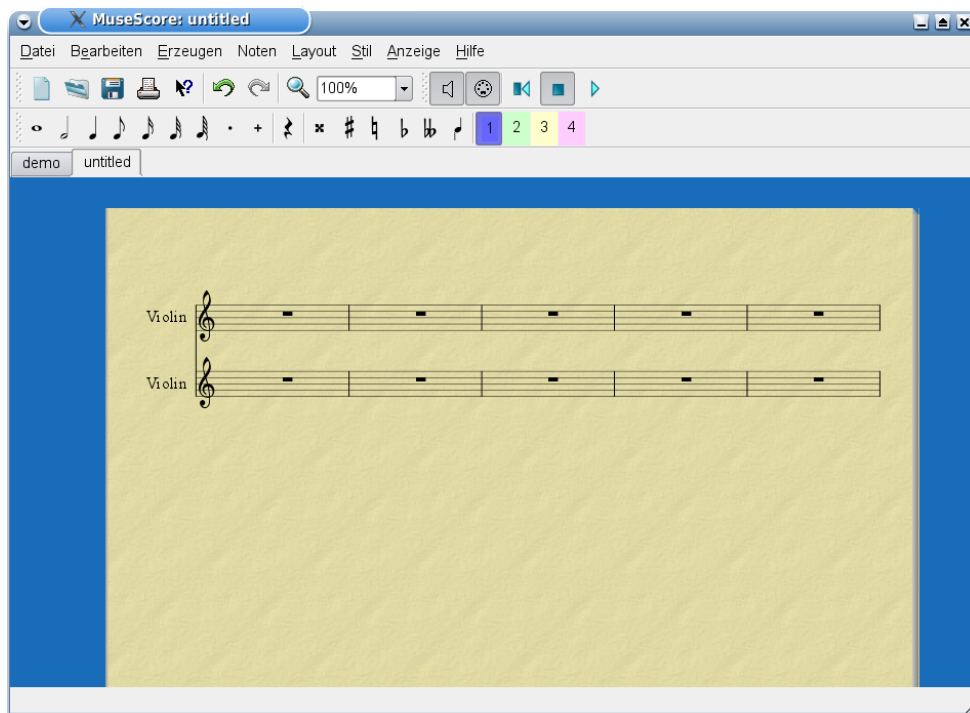 MuseScore: untitled
Datei Bearbeiten Erzeugen Noten Layout Stil Anzeige Hilfe
100%
1 2 3 4
demo untitled
Violin
Violin